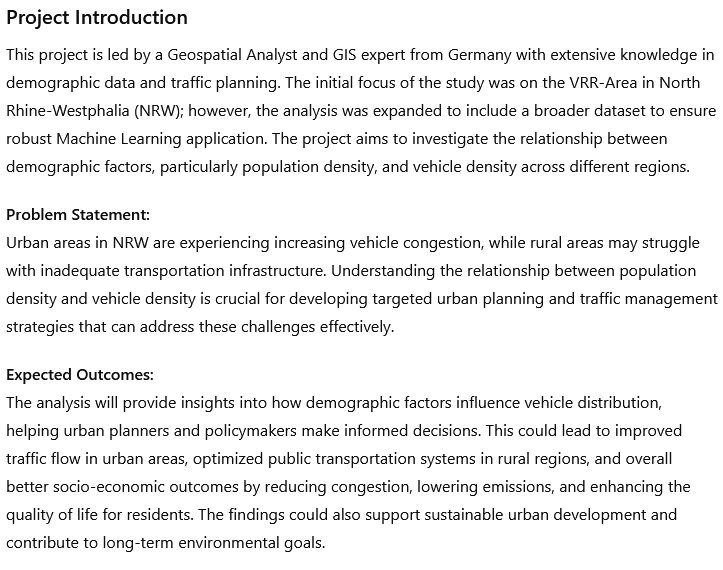 Project Introduction
This project is led by a Geospatial Analyst and GIS expert from Germany with extensive knowledge in
demographic data and traffic planning. The initial focus of the study was on the VRR-Area in North
Rhine-Westphalia (NRW); however, the analysis was expanded to include a broader dataset to ensure
robust Machine Learning application. The project aims to investigate the relationship between
demographic factors, particularly population density, and vehicle density across different regions.
Problem Statement:
Urban areas in NRW are experiencing increasing vehicle congestion, while rural areas may struggle
with inadequate transportation infrastructure. Understanding the relationship between population
density and vehicle density is crucial for developing targeted urban planning and traffic management
strategies that can address these challenges effectively.
Expected Outcomes:
The analysis will provide insights into how demographic factors influence vehicle distribution,
helping urban planners and policymakers make informed decisions. This could lead to improved
traffic flow in urban areas, optimized public transportation systems in rural regions, and overall
better socio-economic outcomes by reducing congestion, lowering emissions, and enhancing the
quality of life for residents. The findings could also support sustainable urban development and
contribute to long-term environmental goals.